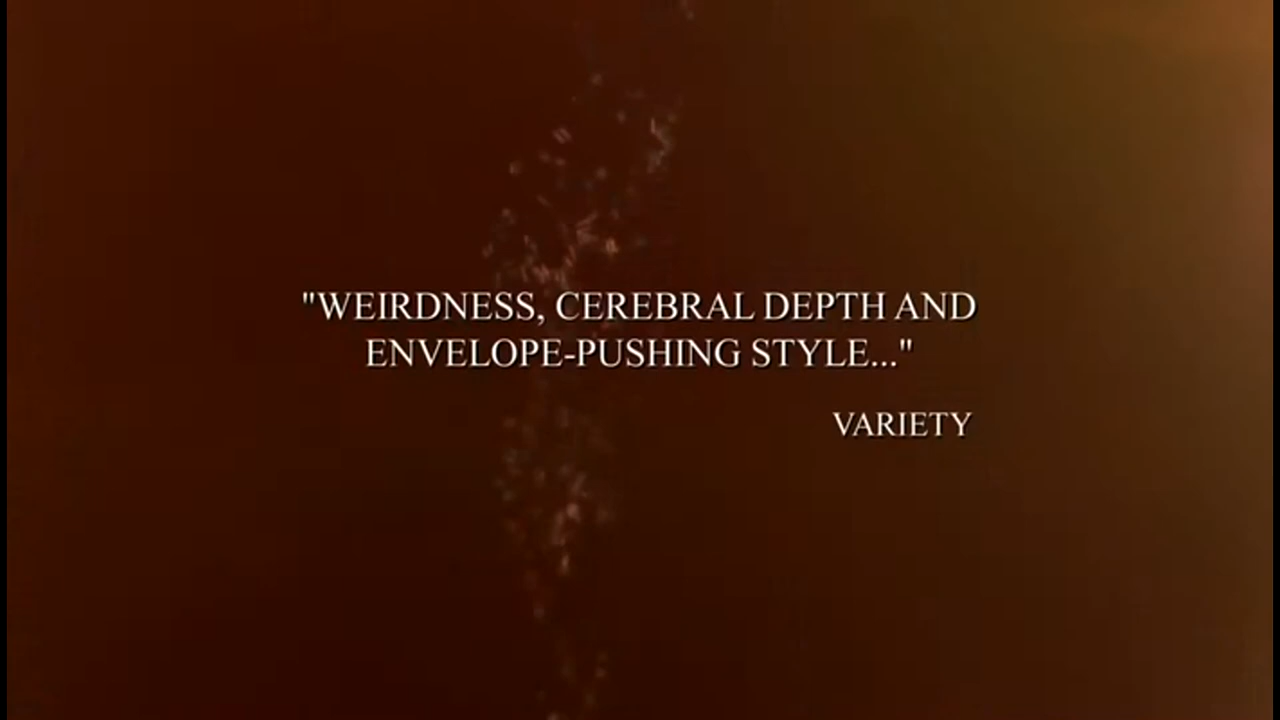 "WEIRDNESS, CEREBRAL DEPTH AND
ENVELOPE-PUSHING STYLE..."
VARIETY